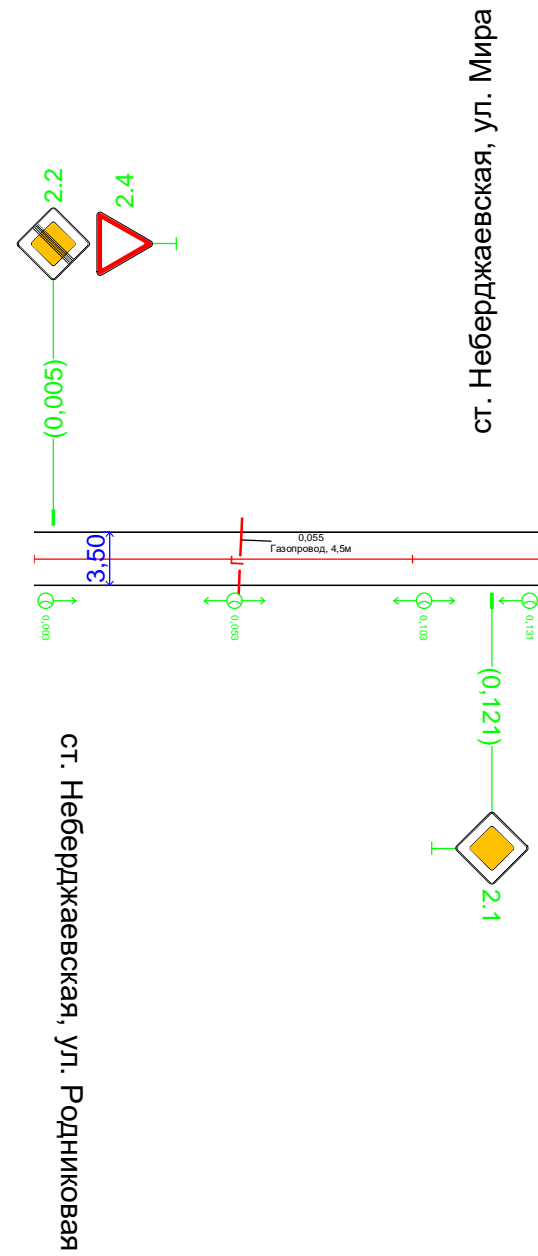 ст. Неберджаевская, ул. Мира
2.2
2.4
(0,005)
3,50
0,055
Газопровод, 4,5м
Г
0,003
0,053
0,103
0,131
(0,121)
2.1
ст. Неберджаевская, ул. Родниковая